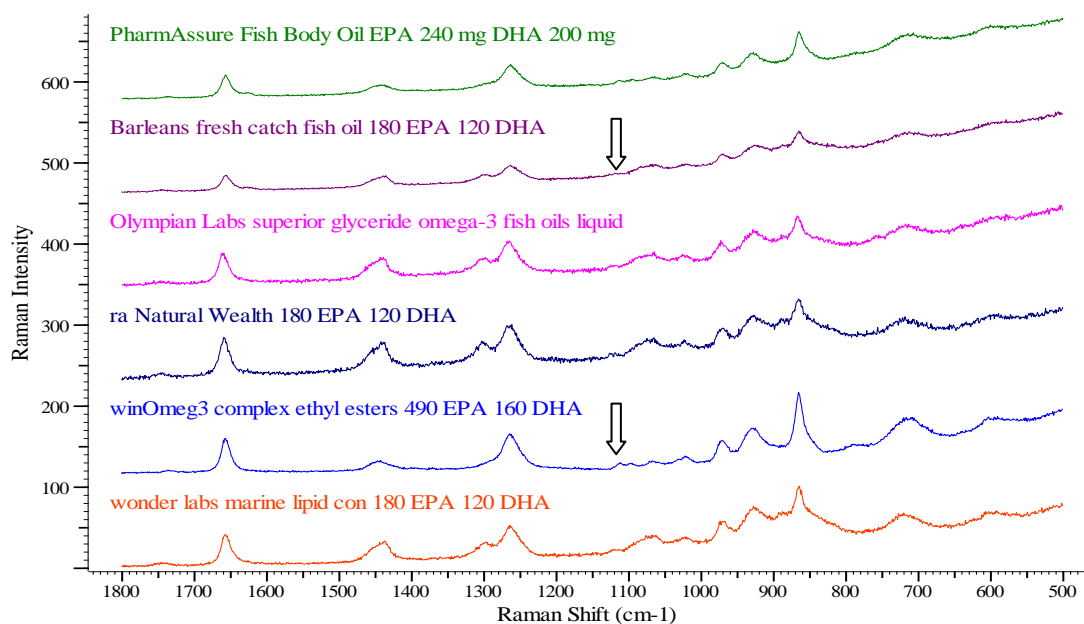 PharmAssure Fish Body Oil EPA 240 mg DHA 200 mg
600
Barleans fresh catch fish oil 180 EPA 120 DHA
500
Olympian Labs superior glyceride omega-3 fish oils liquid
400
Raman Intensity
ra Natural Wealth 180 EPA 120 DHA
300
winOmeg3 complex ethyl esters 490 EPA 160 DHA
200
wonder labs marine lipid con 180 EPA 120 DHA
100
1800 1700 1600 1500 1400 1300 1200 1100 1000 900 800 700 600 500
Raman Shift (cm-1)